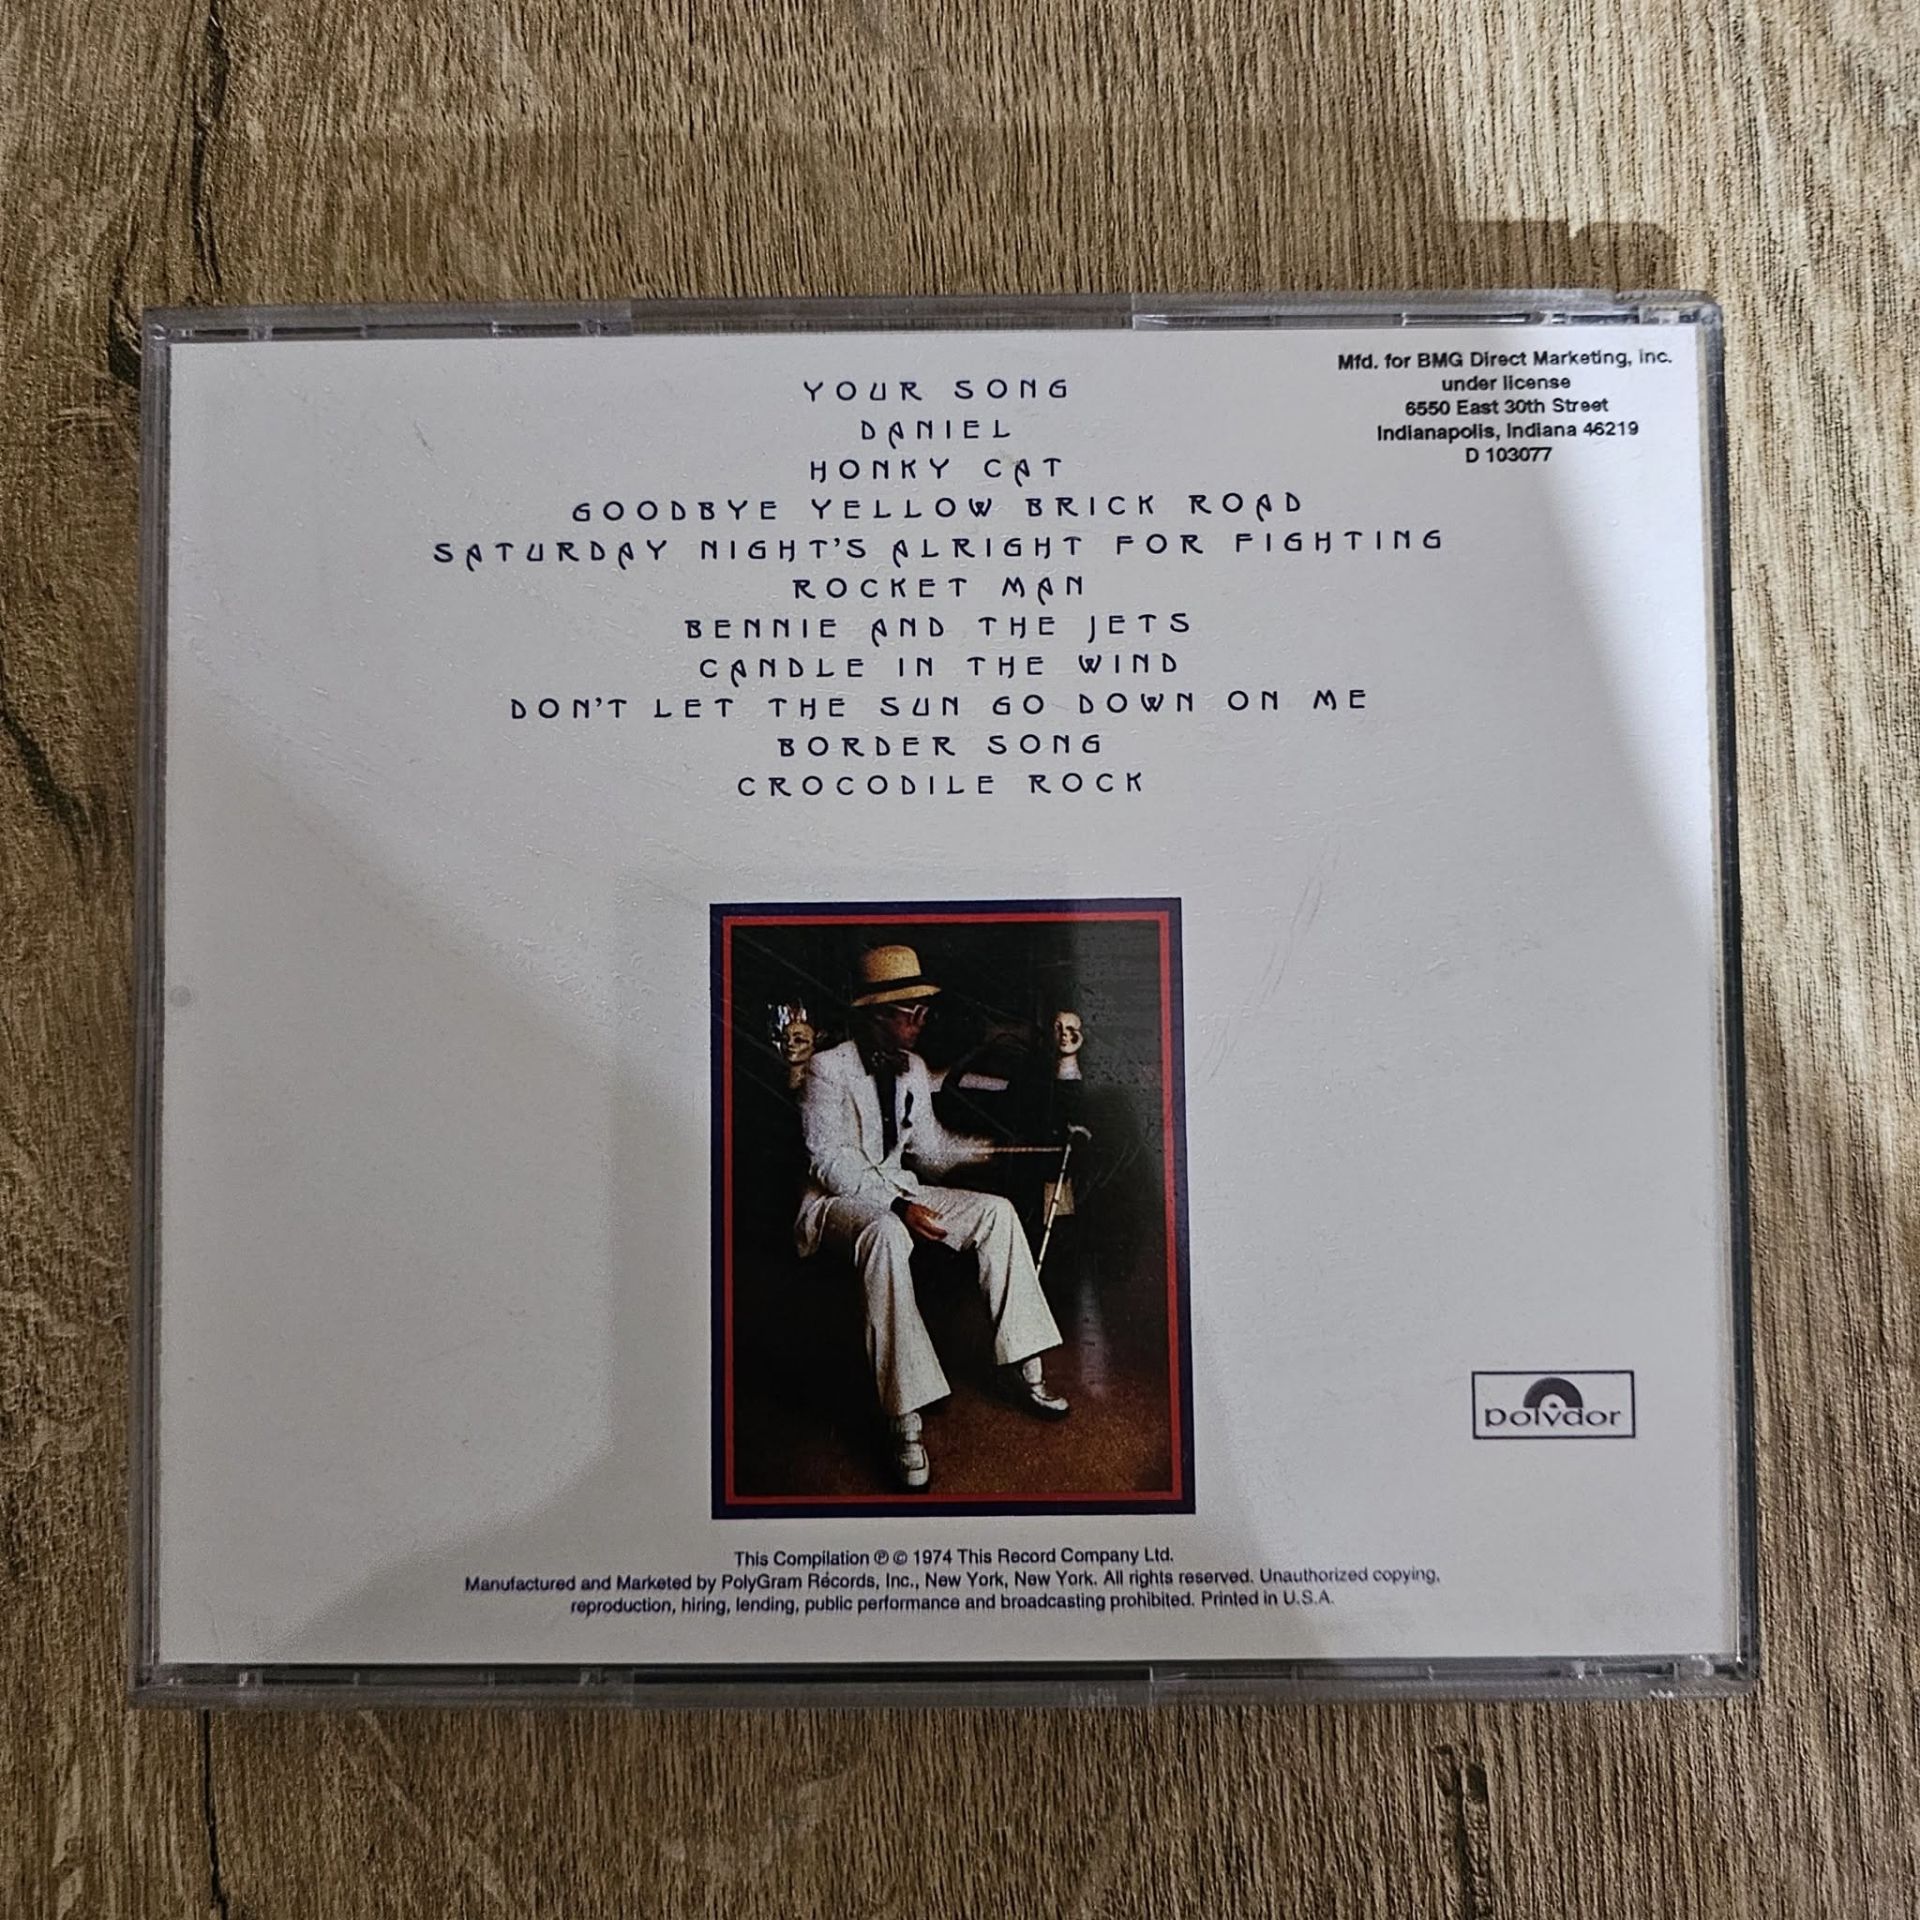 YOUR SONG
DANIEL
HONKY CAT
GOODBYE YELLOW BRICK ROAD
SATURDAY NIGHT'S ALRIGHT FOR FIGHTING
ROCKET MAN
BENNIE AND THE JETS
CANDLE IN THE WIND
DON'T LET THE SUN GO DOWN ON ME
BORDER SONG
CROCODILE ROCK
Mfd. for BMG Direct Marketing, Inc.
under license
6550 East 30th Street
Indianapolis, Indiana 46219
D 103077
polydor
This Compilation ℗ © 1974 This Record Company Ltd.
Manufactured and Marketed by PolyGram Records, Inc., New York, New York. All rights reserved. Unauthorized copying,
reproduction, hiring, lending, public performance and broadcasting prohibited. Printed in U.S.A.